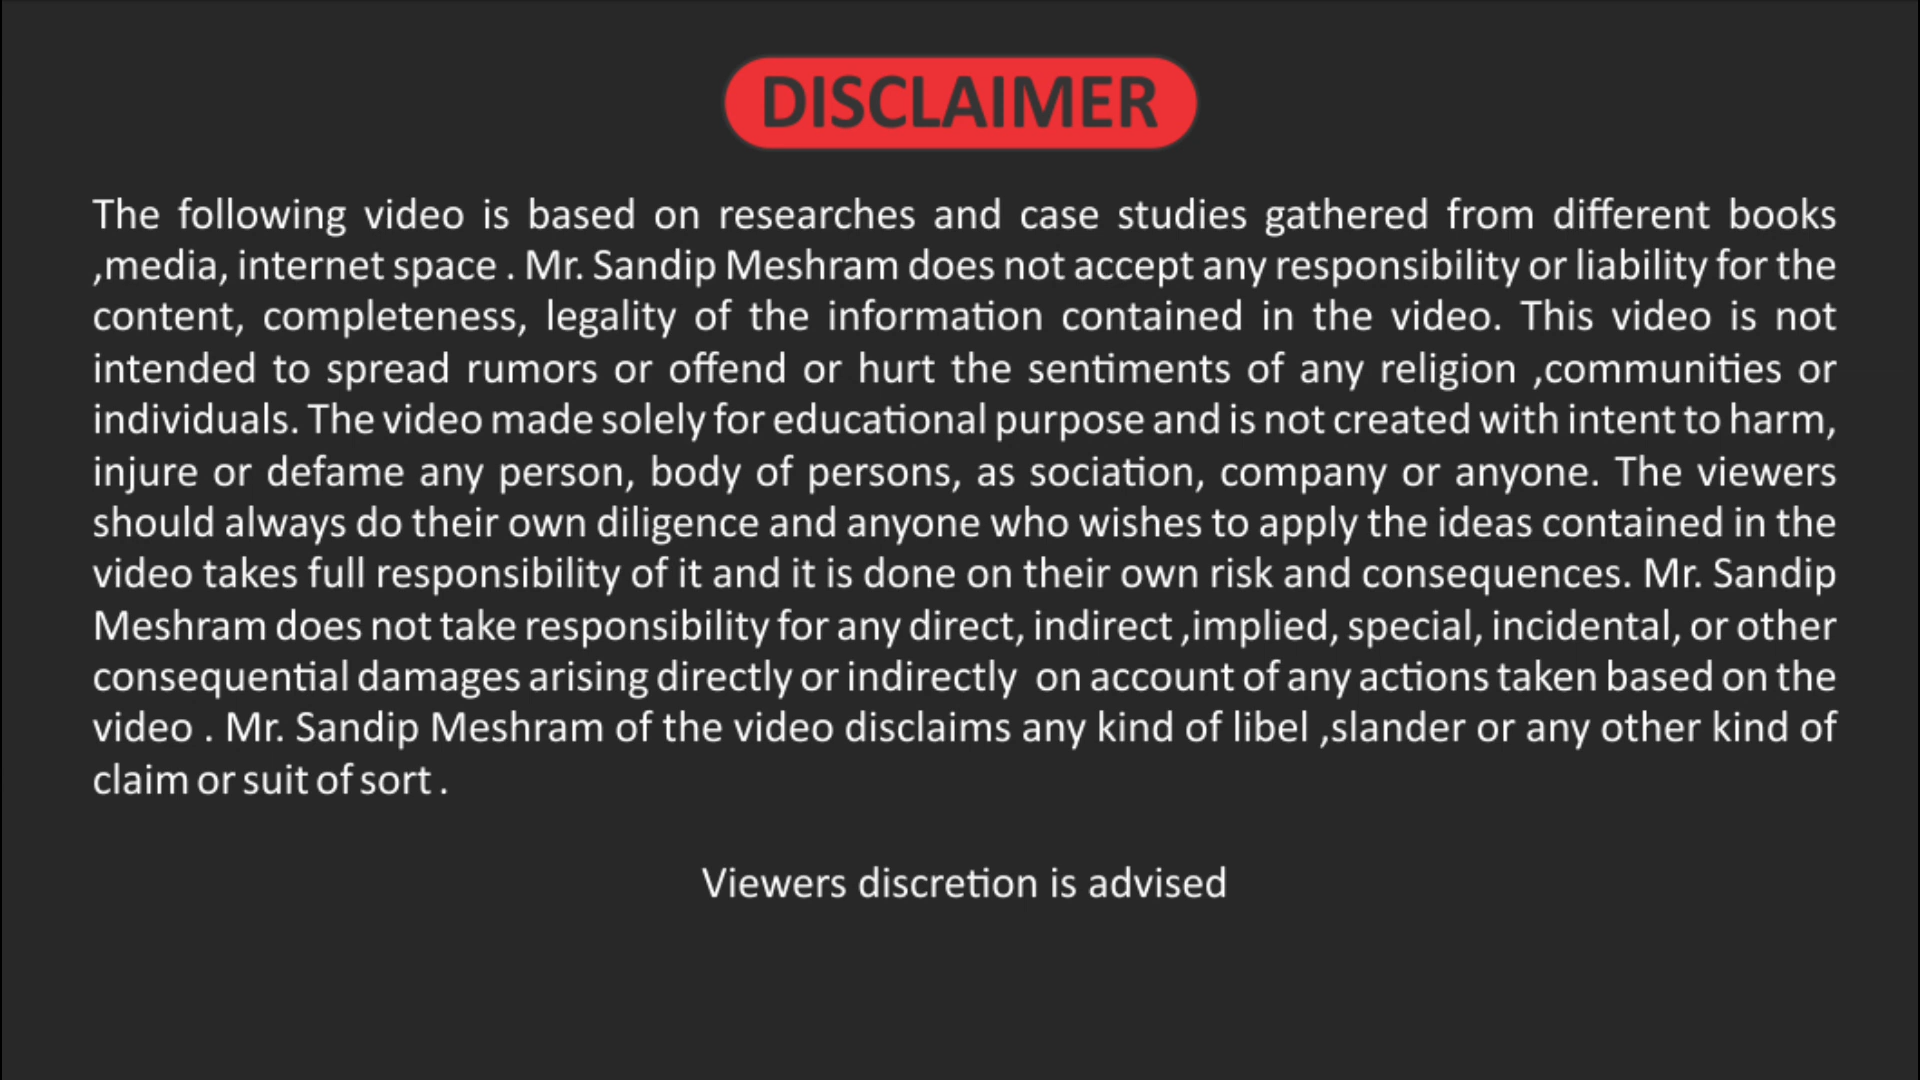 DISCLAIMER
The following video is based on researches and case studies gathered from different books
,media, internet space . Mr. Sandip Meshram does not accept any responsibility or liability for the
content, completeness, legality of the information contained in the video. This video is not
intended to spread rumors or offend or hurt the sentiments of any religion ,communities or
individuals. The video made solely for educational purpose and is not created with intent to harm,
injure or defame any person, body of persons, as sociation, company or anyone. The viewers
should always do their own diligence and anyone who wishes to apply the ideas contained in the
video takes full responsibility of it and it is done on their own risk and consequences. Mr. Sandip
Meshram does not take responsibility for any direct, indirect ,implied, special, incidental, or other
consequential damages arising directly or indirectly  on account of any actions taken based on the
video . Mr. Sandip Meshram of the video disclaims any kind of libel ,slander or any other kind of
claim or suit of sort .
Viewers discretion is advised